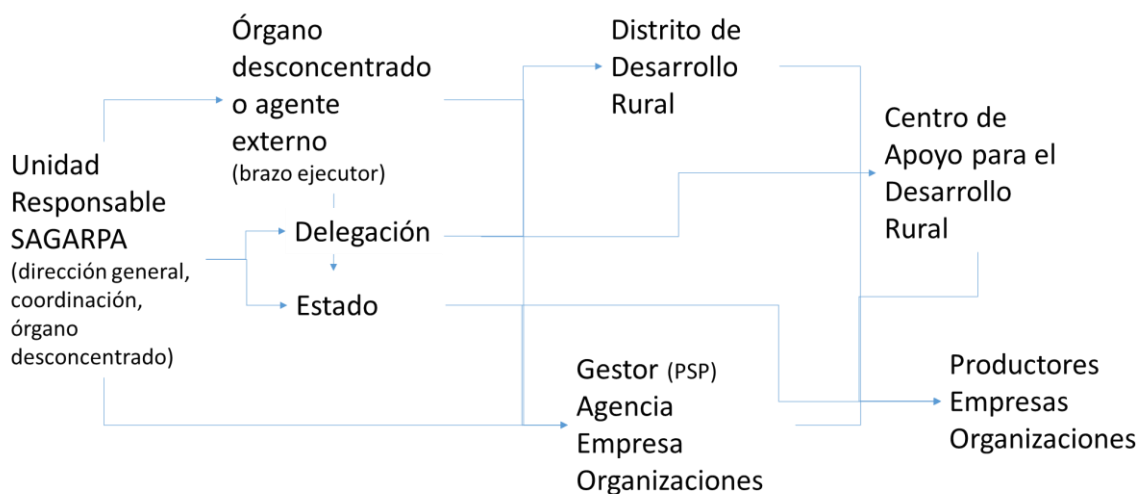 Unidad
Responsable
SAGARPA
(dirección general,
coordinación,
órgano
desconcentrado)
Órgano
desconcentrado
o agente
externo
(brazo ejecutor)
Delegación
Estado
Distrito de
Desarrollo
Rural
Gestor (PSP)
Agencia
Empresa
Organizaciones
Centro de
Apoyo para el
Desarrollo
Rural
Productores
Empresas
Organizaciones